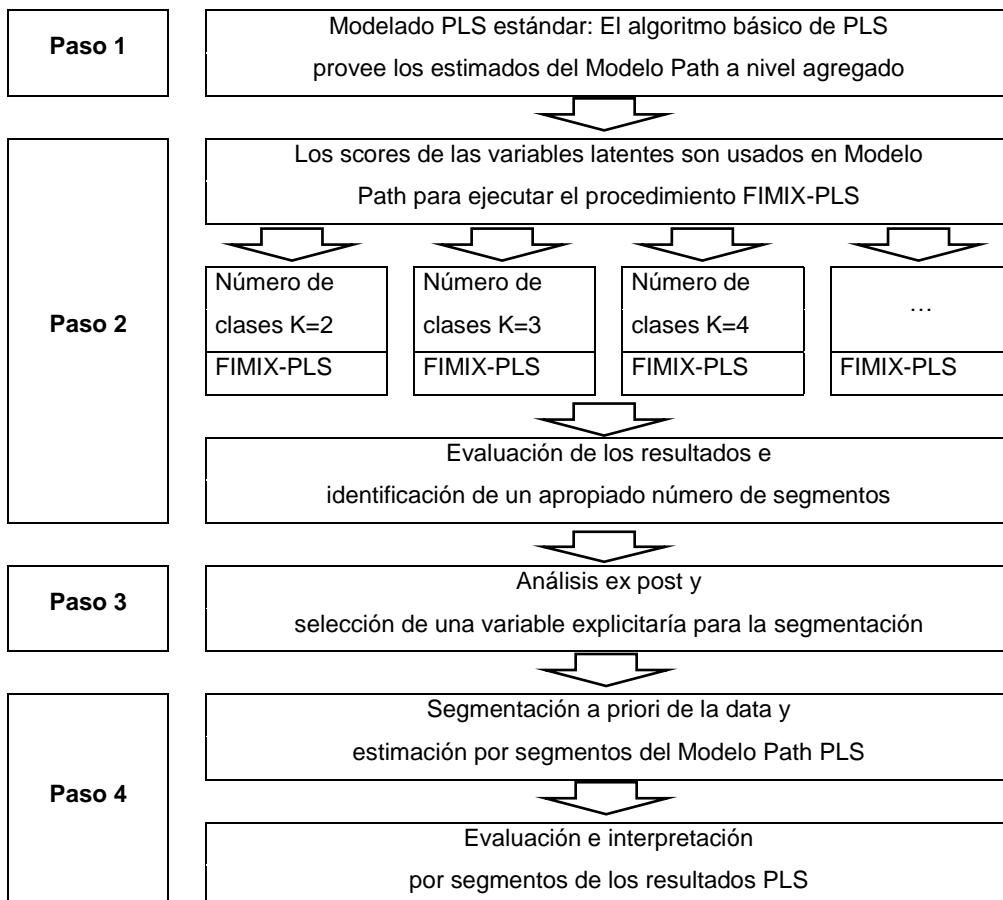 Paso 1
Modelado PLS estándar: El algoritmo básico de PLS
provee los estimados del Modelo Path a nivel agregado
Paso 2
Los scores de las variables latentes son usados en Modelo
Path para ejecutar el procedimiento FIMIX-PLS
Número de
clases K=2
FIMIX-PLS
Número de
clases K=3
FIMIX-PLS
Número de
clases K=4
FIMIX-PLS
…
FIMIX-PLS
Evaluación de los resultados e
identificación de un apropiado número de segmentos
Paso 3
Análisis ex post y
selección de una variable explicitaría para la segmentación
Paso 4
Segmentación a priori de la data y
estimación por segmentos del Modelo Path PLS
Evaluación e interpretación
por segmentos de los resultados PLS